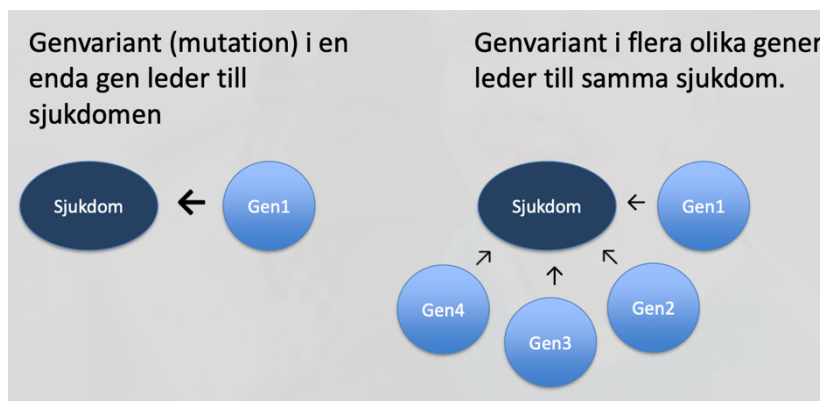 Genvariant (mutation) i en
enda gen leder till
sjukdomen
Genvariant i flera olika gener
leder till samma sjukdom.
Sjukdom
Gen1
Sjukdom
Gen1
Gen4
Gen3
Gen2